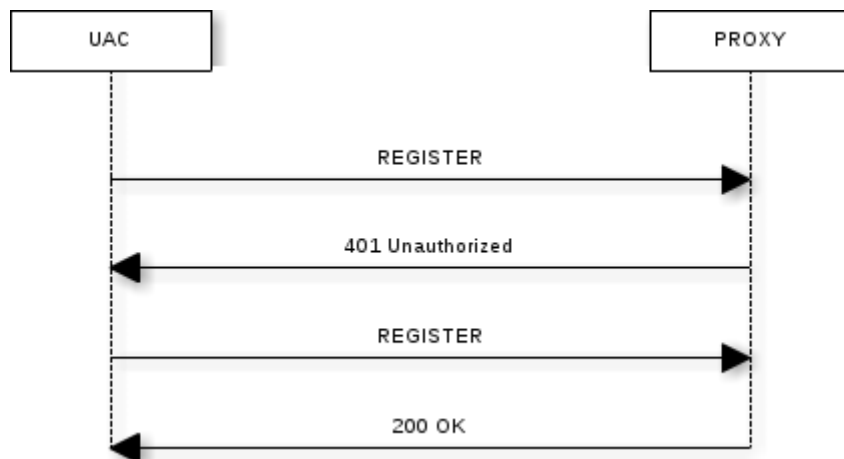 UAC
PROXY
REGISTER
401 Unauthorized
REGISTER
200 OK